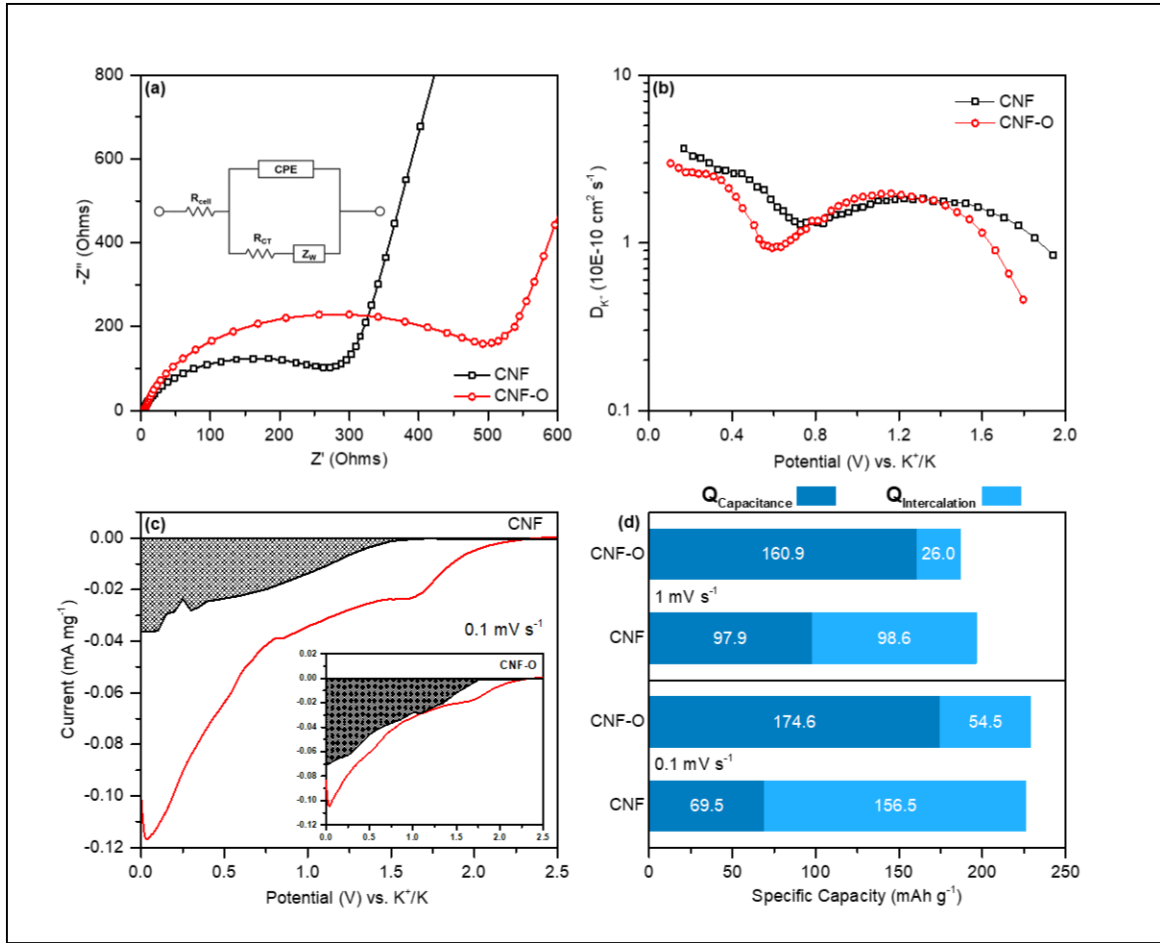 (a)
-Z'' (Ohms)
800
600
400
200
0
0
100
200
300
400
500
600
Z' (Ohms)
CPE
R_cell
R_CT
Z_W
CNF
CNF-O
(b)
D_K⁺ (10E-10 cm² s⁻¹)
10
1
0.1
0.0
0.4
0.8
1.2
1.6
2.0
Potential (V) vs. K⁺/K
CNF
CNF-O
(c)
CNF
Current (mA mg⁻¹)
0.00
-0.02
-0.04
-0.06
-0.08
-0.10
-0.12
0.0
0.5
1.0
1.5
2.0
2.5
Potential (V) vs. K⁺/K
0.1 mV s⁻¹
CNF-O
0.02
0.00
-0.02
-0.04
-0.06
-0.08
-0.10
-0.12
0.0
0.5
1.0
1.5
2.0
2.5
Q_Capacitance
Q_Intercalation
(d)
CNF-O
160.9
26.0
1 mV s⁻¹
CNF
97.9
98.6
CNF-O
174.6
54.5
0.1 mV s⁻¹
CNF
69.5
156.5
0
50
100
150
200
250
Specific Capacity (mAh g⁻¹)